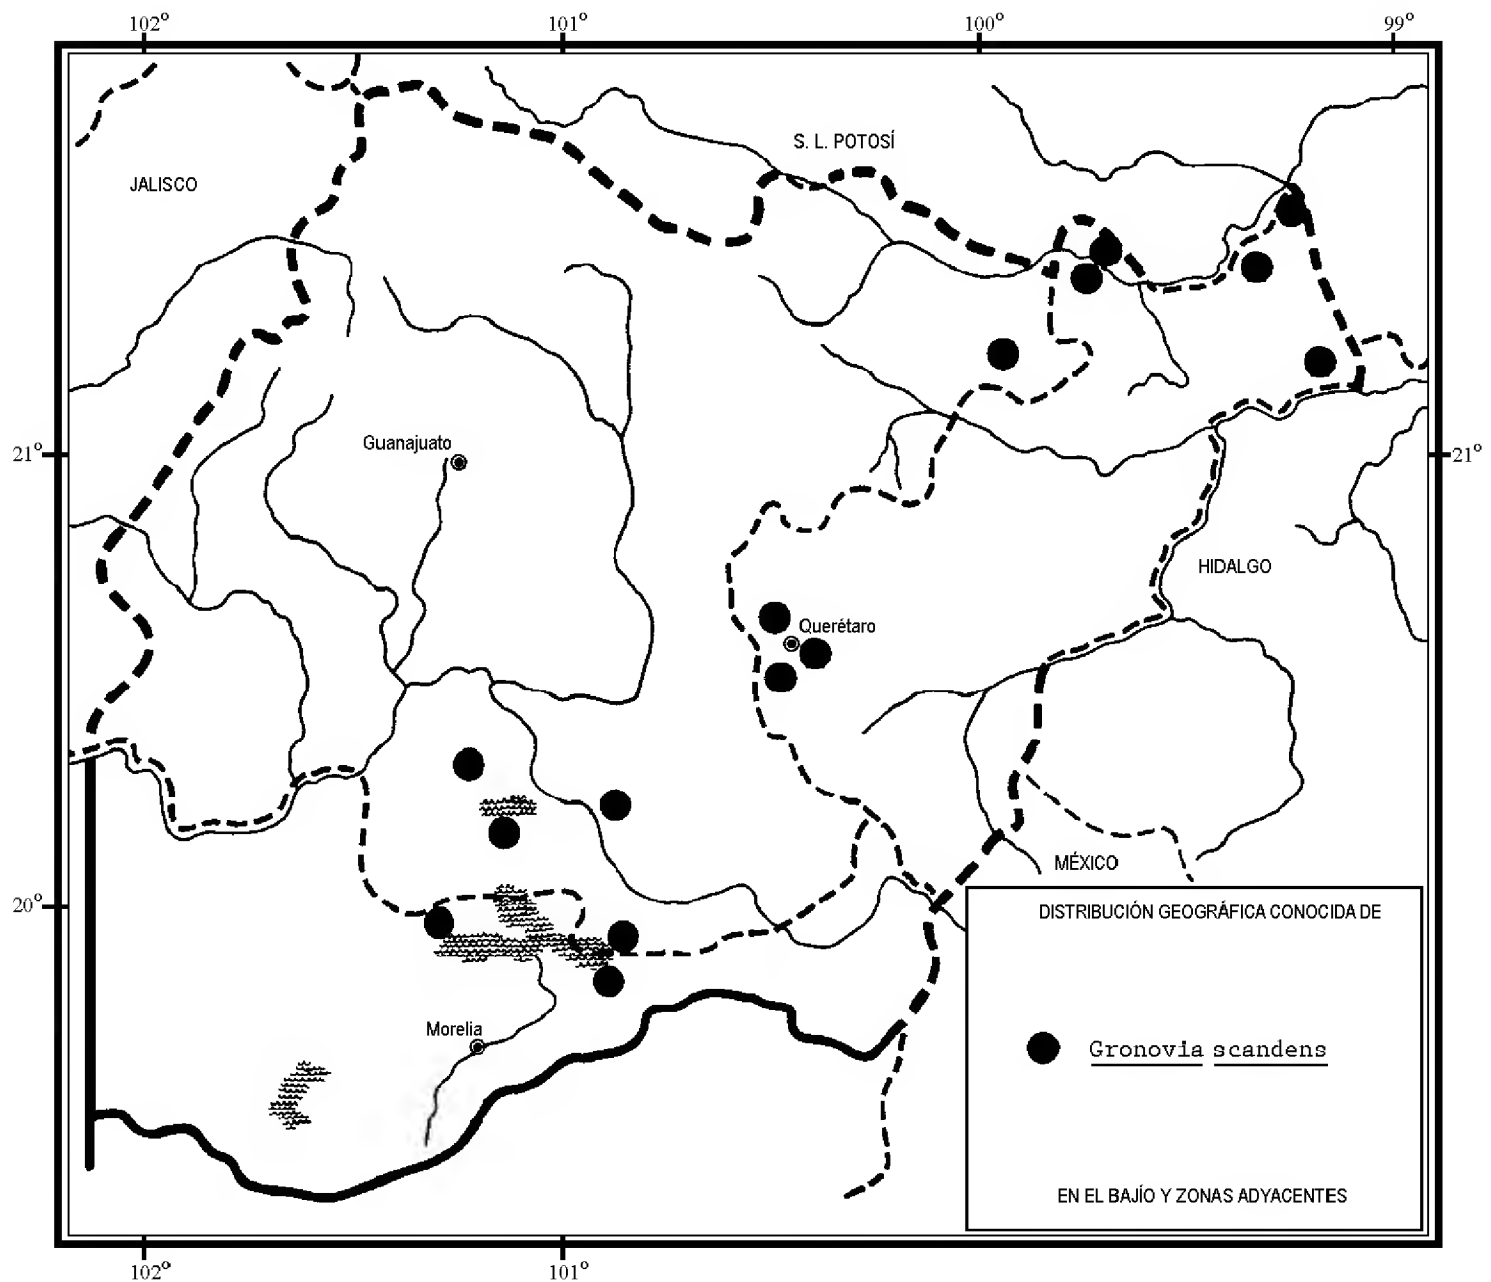 102° 101° 100° 99°
S. L. POTOSÍ
JALISCO
Guanajuato
21° 21°
HIDALGO
Querétaro
MÉXICO
20°
DISTRIBUCIÓN GEOGRÁFICA CONOCIDA DE
Morelia
Gronovia scandens
EN EL BAJÍO Y ZONAS ADYACENTES
102° 101°